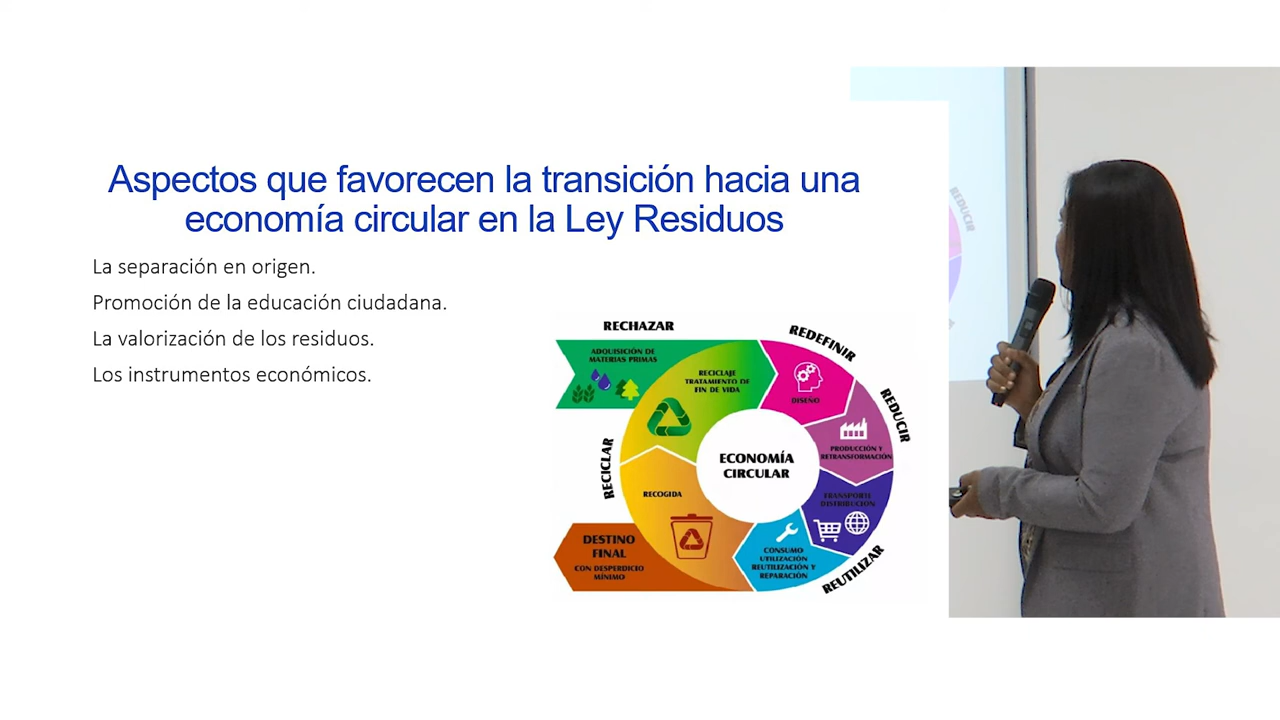 Aspectos que favorecen la transición hacia una
economía circular en la Ley Residuos
La separación en origen.
Promoción de la educación ciudadana.
La valorización de los residuos.
Los instrumentos económicos.
RECHAZAR
ADQUISICIÓN DE
MATERIAS PRIMAS
RECICLAJE
TRATAMIENTO DE
FIN DE VIDA
REDEFINIR
DISEÑO
REDUCIR
PRODUCCIÓN Y
RETRANSFORMACIÓN
ECONOMÍA
CIRCULAR
RECICLAR
RECOGIDA
TRANSPORTE
DISTRIBUCIÓN
REUTILIZAR
CONSUMO
UTILIZACIÓN
REUTILIZACIÓN Y
REPARACIÓN
DESTINO
FINAL
CON DESPERDICIO
MÍNIMO
REDUCIR